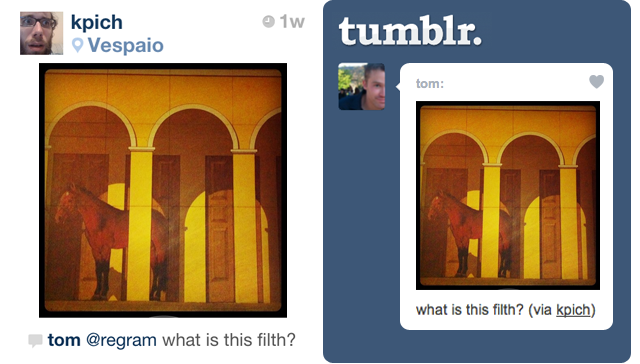 kpich
1w
Vespaio
tom @regram what is this filth?
tumblr.
tom:
what is this filth? (via kpich)